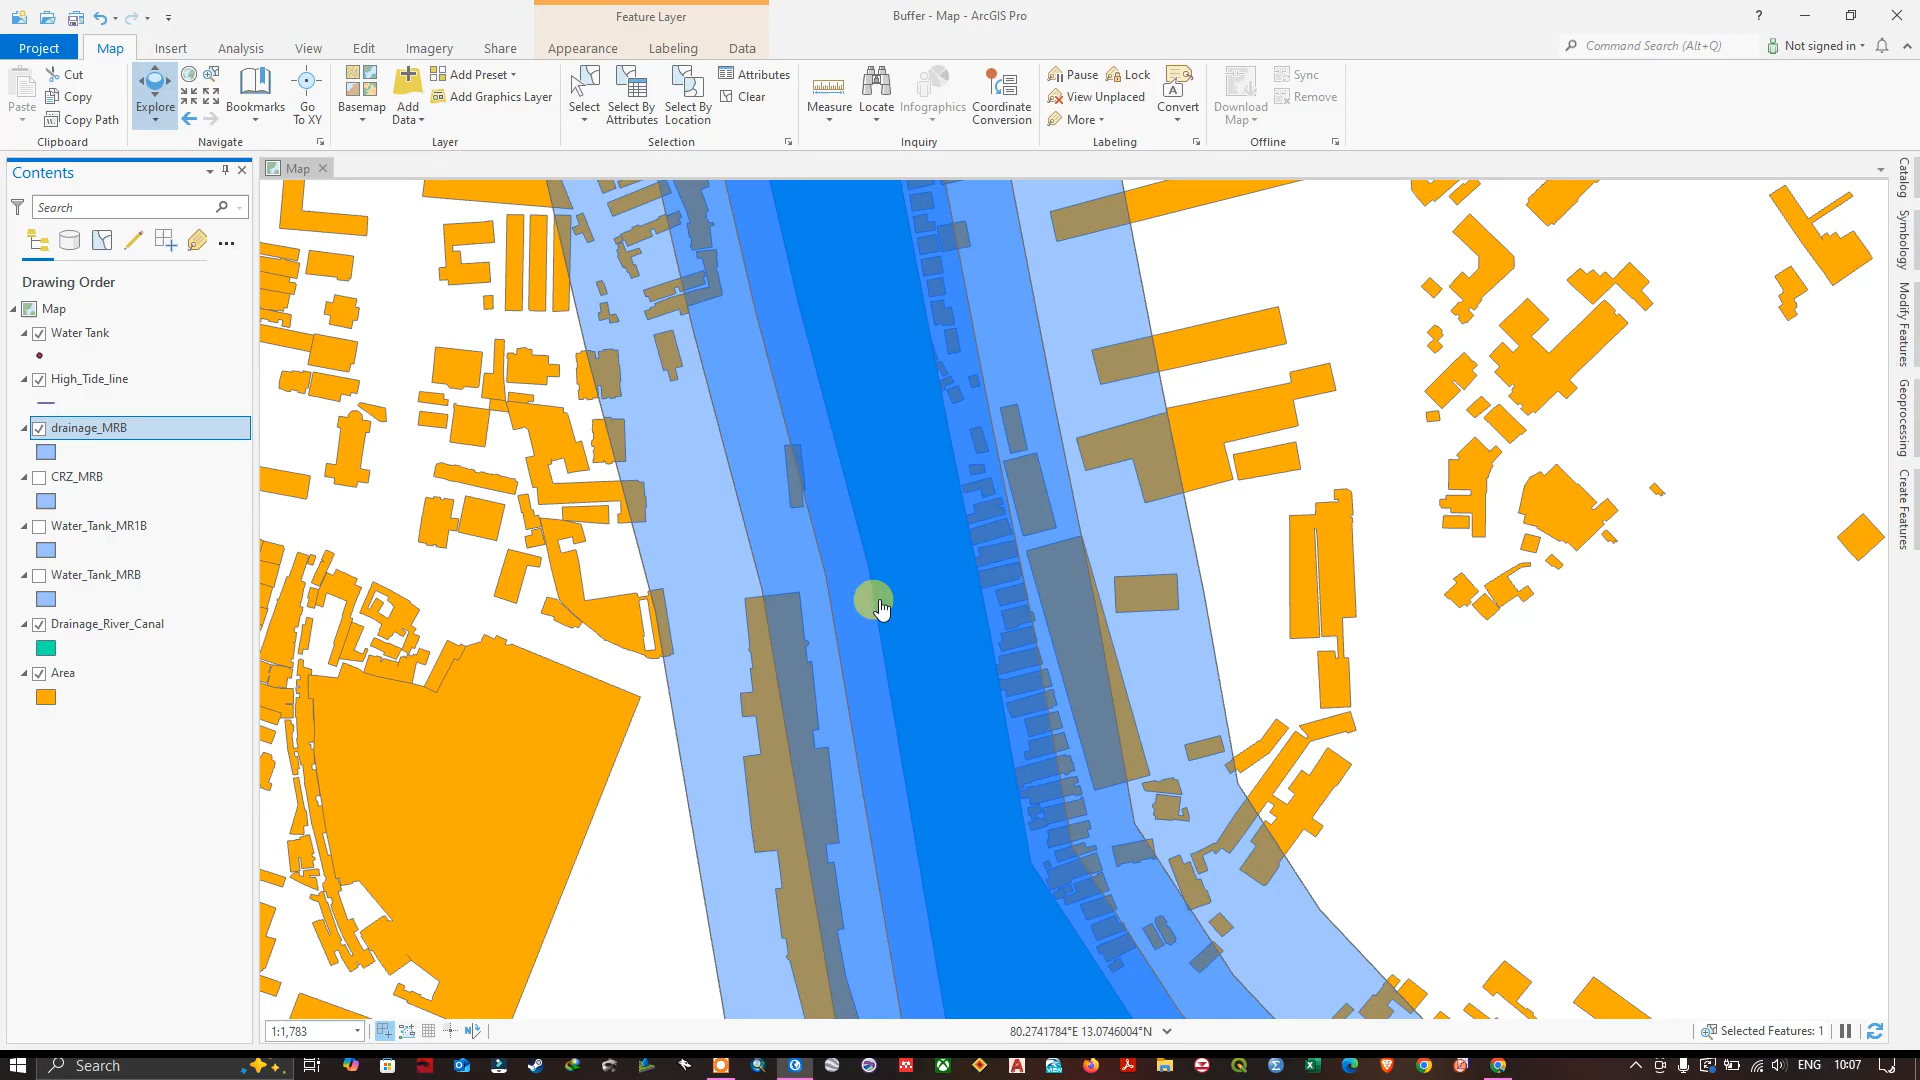 Feature Layer
Buffer - Map - ArcGIS Pro
?
Project
Map
Insert
Analysis
View
Edit
Imagery
Share
Appearance
Labeling
Data
Command Search (Alt+Q)
Not signed in
Paste
Cut
Copy
Copy Path
Clipboard
Explore
Bookmarks
Go
To XY
Navigate
Basemap
Add
Data
Add Preset
Add Graphics Layer
Layer
Select
Select By
Attributes
Select By
Location
Attributes
Clear
Selection
Measure
Locate
Infographics
Coordinate
Conversion
Inquiry
Pause
Lock
View Unplaced
More
Convert
Labeling
Download
Map
Sync
Remove
Offline
Contents
Search
Drawing Order
Map
Water Tank
High_Tide_line
drainage_MRB
CRZ_MRB
Water_Tank_MR1B
Water_Tank_MRB
Drainage_River_Canal
Area
Map
Catalog
Symbology
Modify Features
Geoprocessing
Create Features
1:1,783
80.2741784°E 13.0746004°N
Selected Features: 1
Search
ENG
10:07